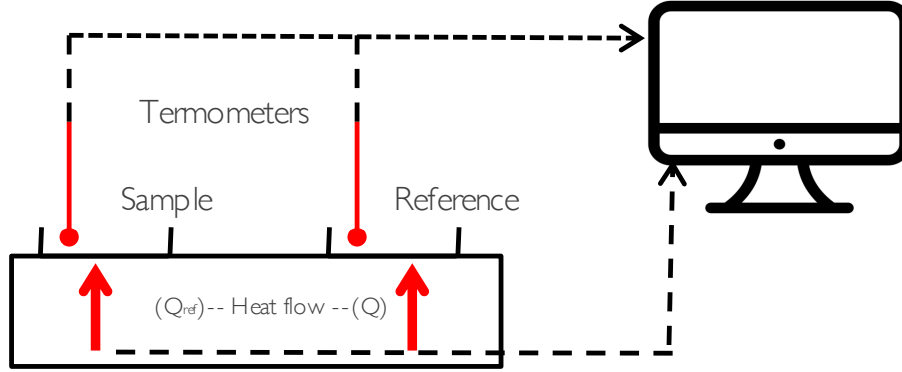 Termometers
Sample
Reference
(Qref)-- Heat flow --(Q)